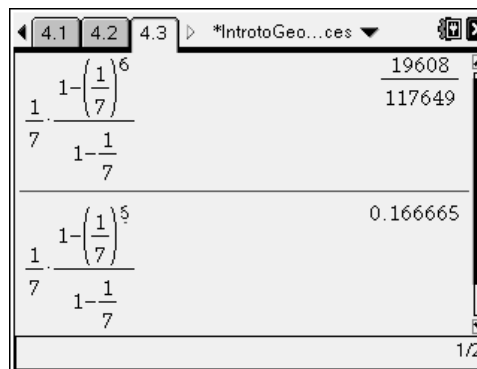 4.1 4.2 4.3 *IntrotoGeo...ces
1/7 · (1-(1/7)^6)/(1-1/7) 19608/117649
1/7 · (1-(1/7)^5)/(1-1/7) 0.166665
1/2